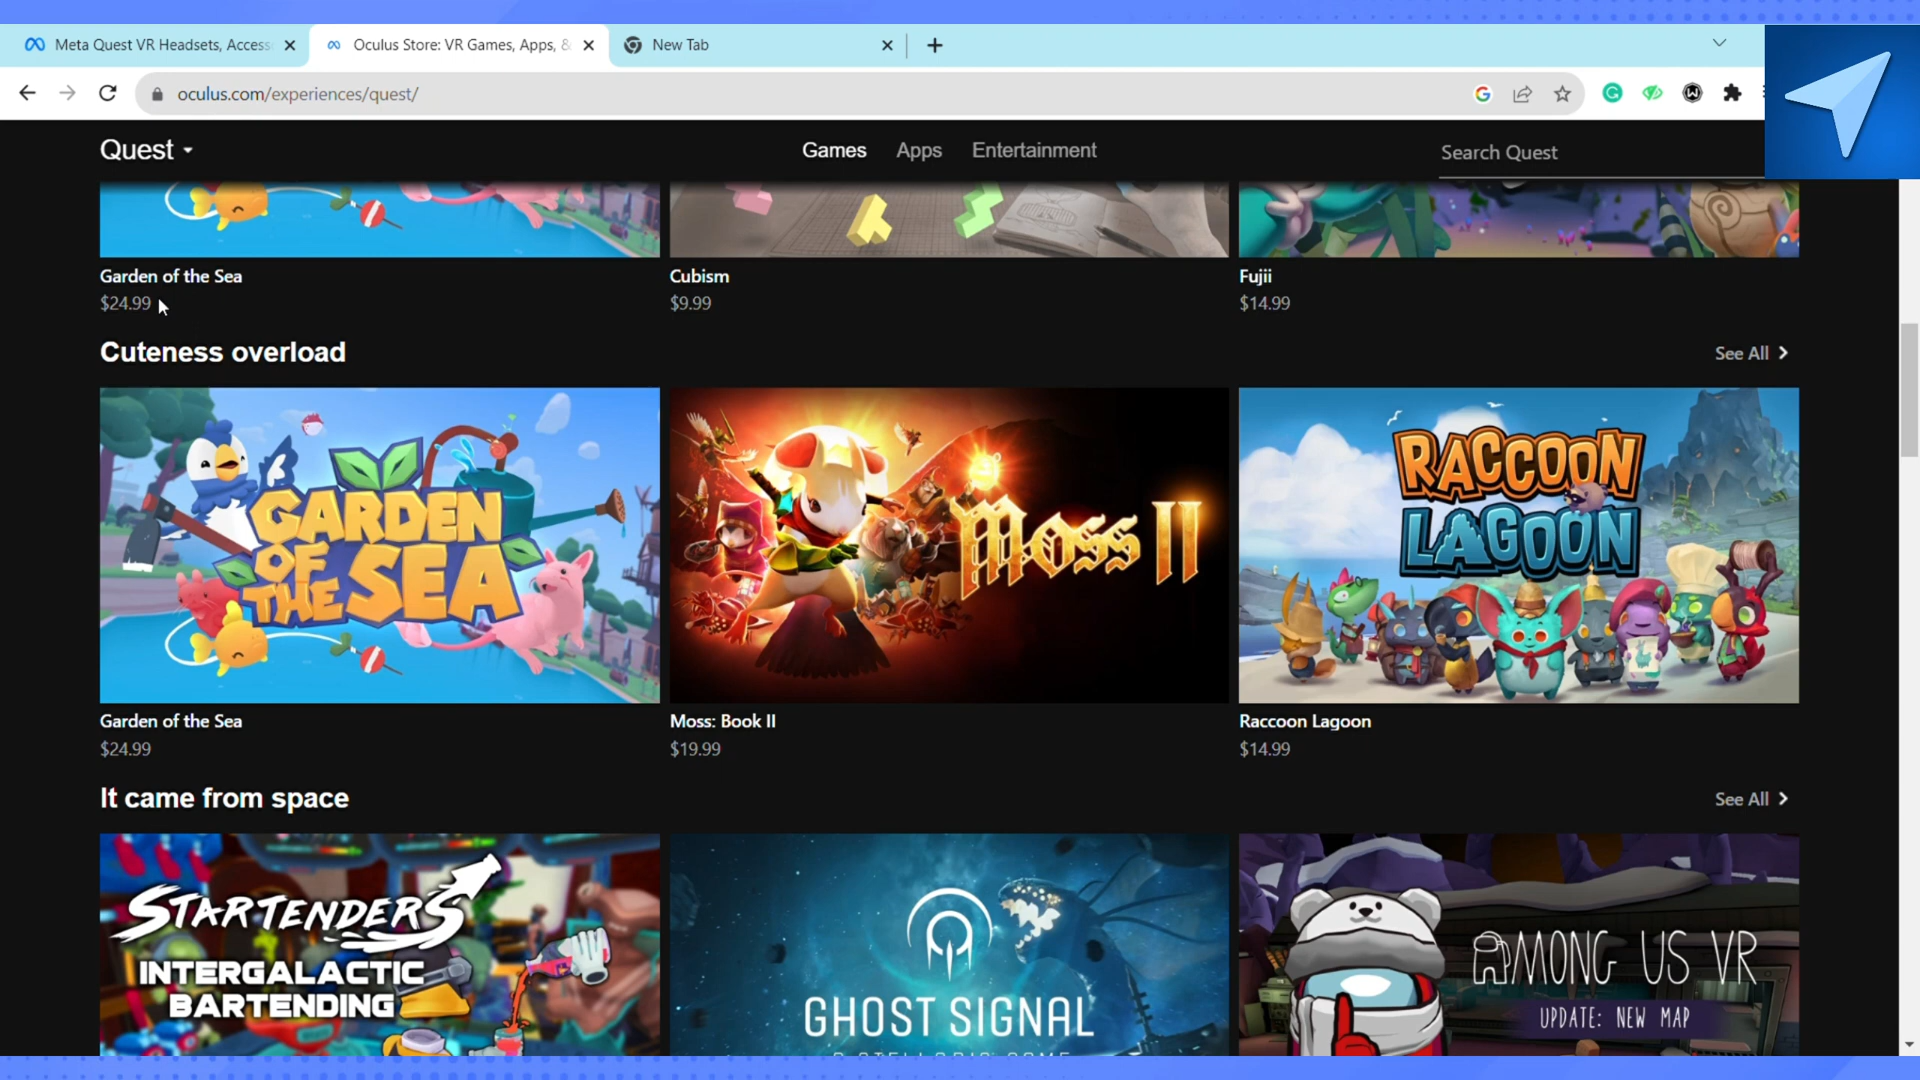 Meta Quest VR Headsets, Access
Oculus Store: VR Games, Apps, &
New Tab
oculus.com/experiences/quest/
Quest
Games
Apps
Entertainment
Search Quest
Garden of the Sea
$24.99
Cubism
$9.99
Fujii
$14.99
Cuteness overload
See All
GARDEN
OF
THE SEA
Moss II
RACCOON
LAGOON
Garden of the Sea
$24.99
Moss: Book II
$19.99
Raccoon Lagoon
$14.99
It came from space
See All
STARTENDERS
INTERGALACTIC
BARTENDING
GHOST SIGNAL
AMONG US VR
UPDATE: NEW MAP